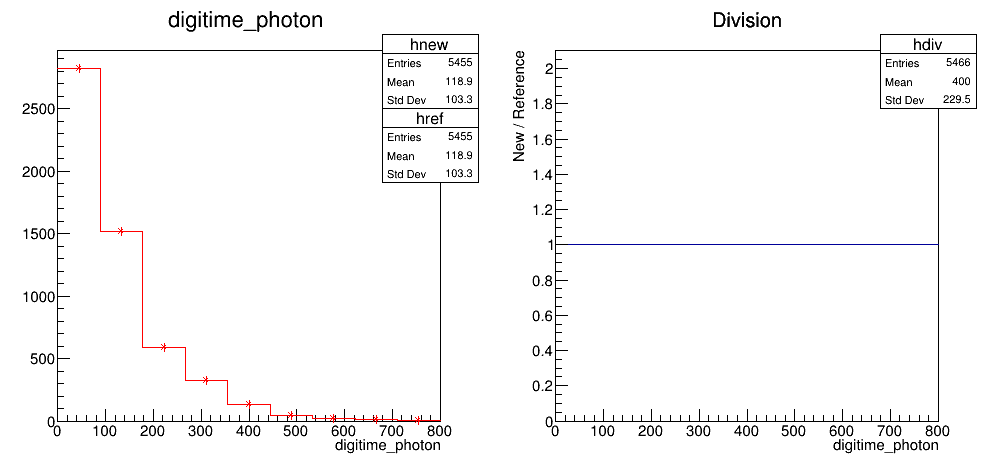 digitime_photon
hnew
Entries 5455
Mean 118.9
Std Dev 103.3
href
Entries 5455
Mean 118.9
Std Dev 103.3
2500
2000
1500
1000
500
0
0 100 200 300 400 500 600 700 800
digitime_photon
Division
hdiv
Entries 5466
Mean 400
Std Dev 229.5
New / Reference
2
1.8
1.6
1.4
1.2
1
0.8
0.6
0.4
0.2
0
0 100 200 300 400 500 600 700 800
digitime_photon